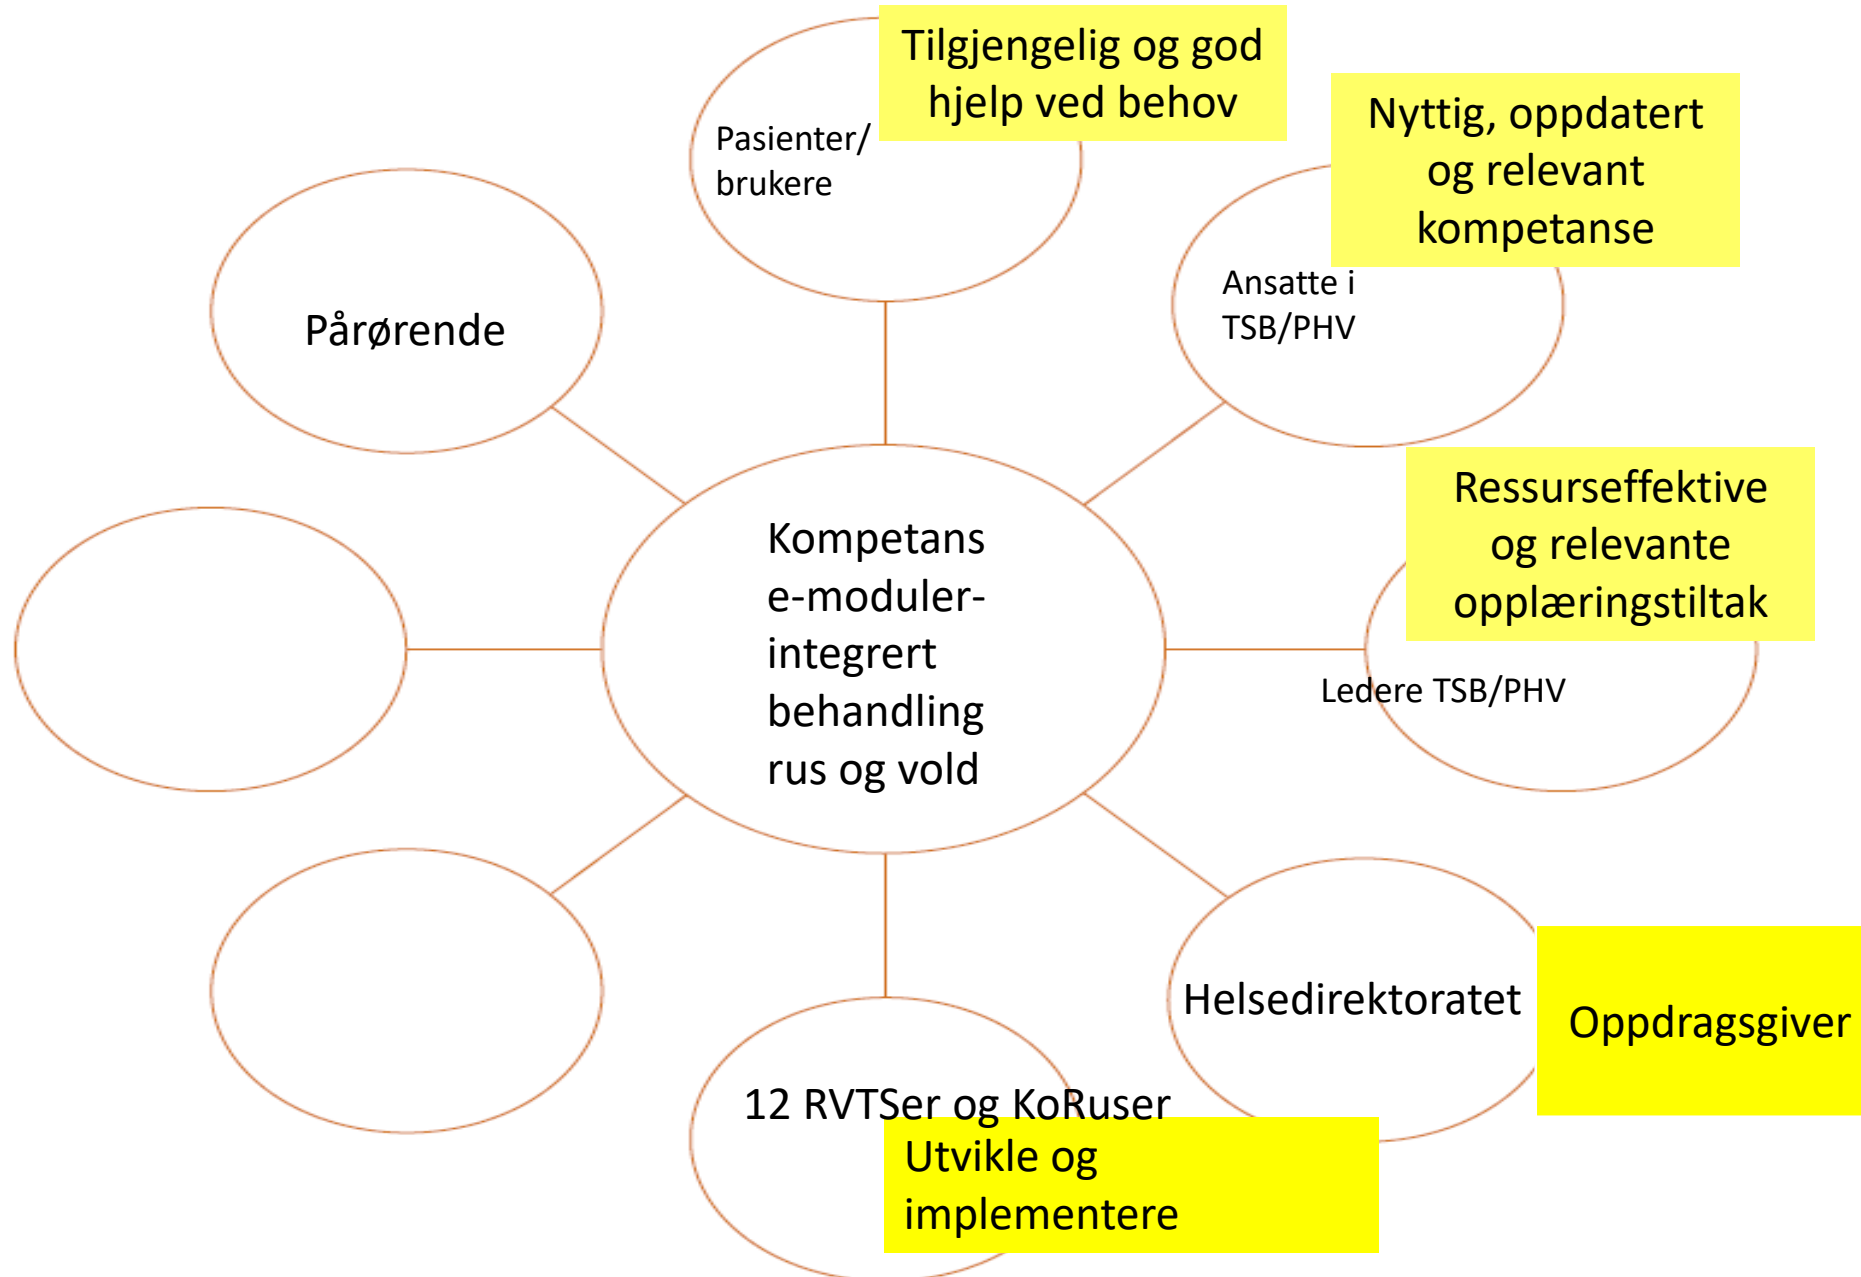 Tilgjengelig og god
hjelp ved behov
Pasienter/
brukere
Nyttig, oppdatert
og relevant
kompetanse
Ansatte i
TSB/PHV
Pårørende
Ressurseffektive
og relevante
opplæringstiltak
Ledere TSB/PHV
Kompetans
e-moduler-
integrert
behandling
rus og vold
Helsedirektoratet
Oppdragsgiver
12 RVTSer og KoRuser
Utvikle og
implementere